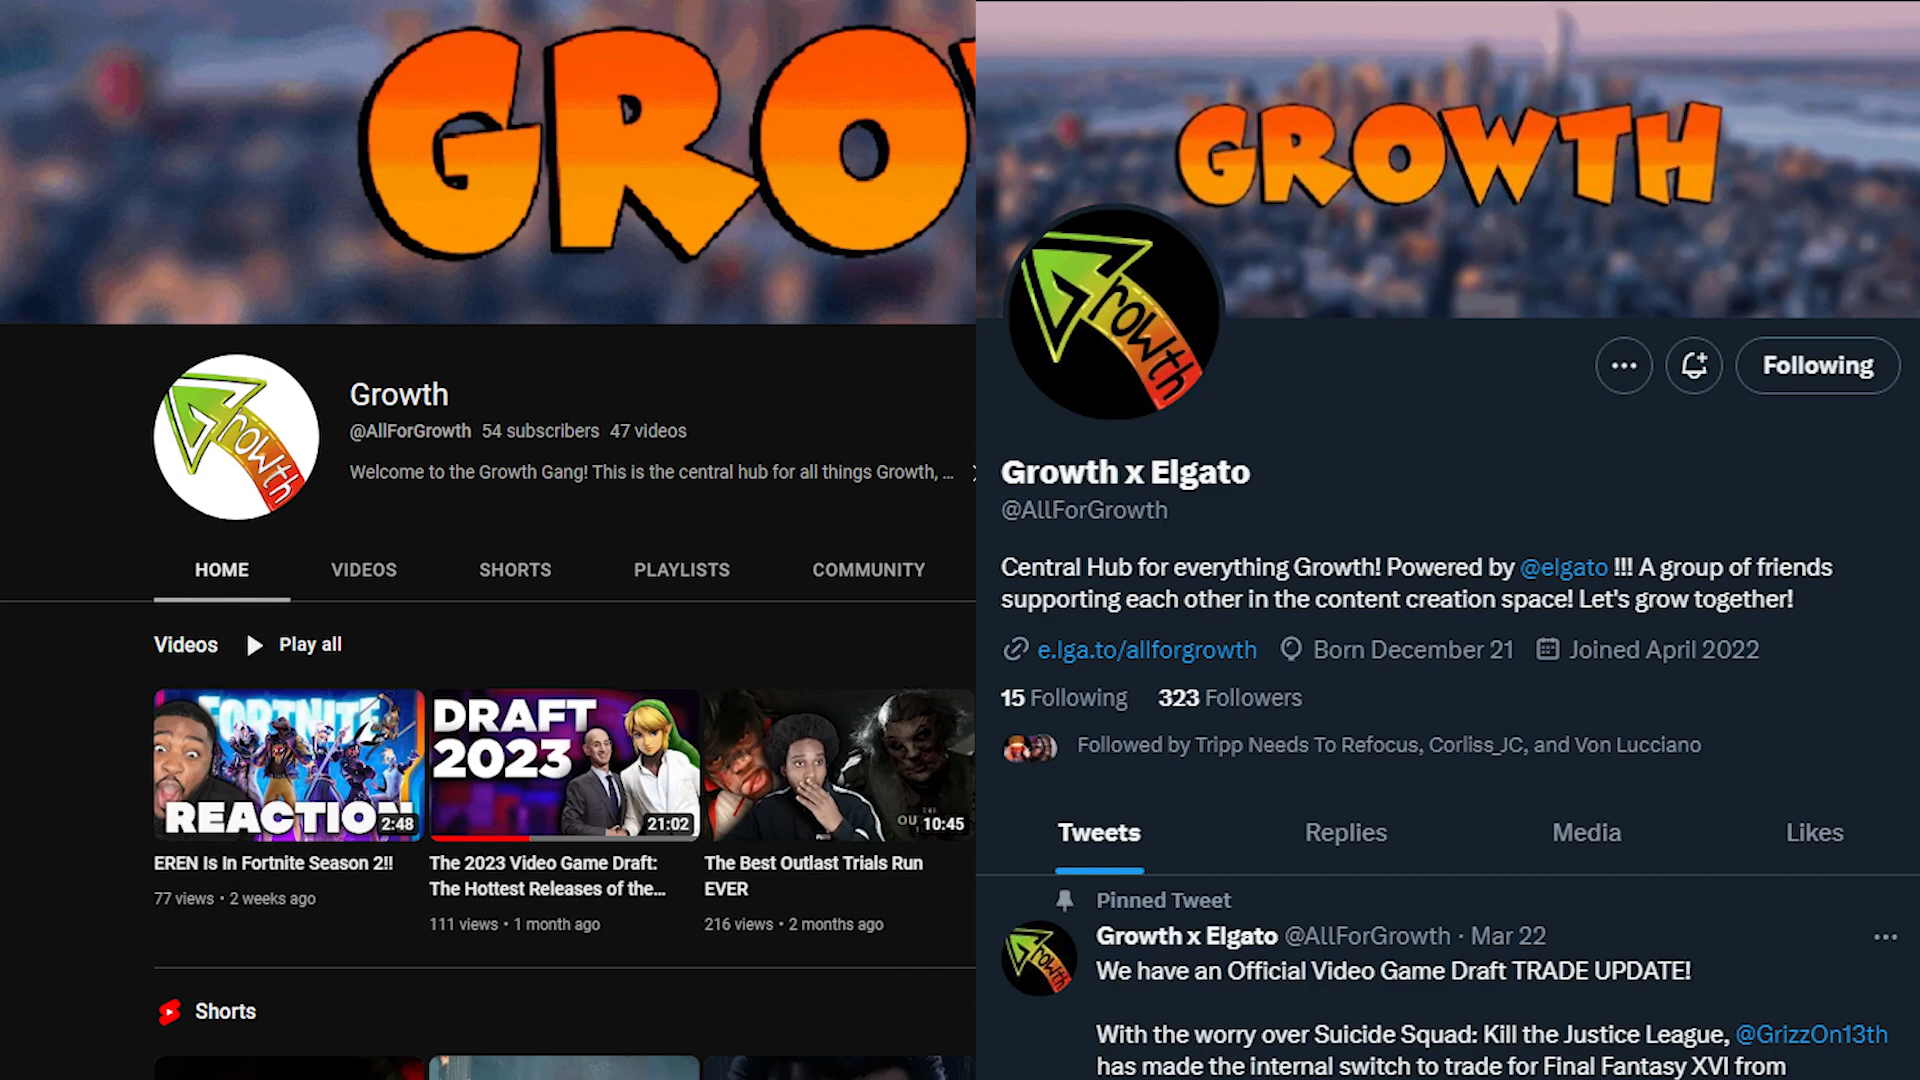 GRO
Growth
Growth
@AllForGrowth 54 subscribers 47 videos
Welcome to the Growth Gang! This is the central hub for all things Growth, ...
HOME VIDEOS SHORTS PLAYLISTS COMMUNITY
Videos Play all
FORTNITE
REACTIO
2:48
DRAFT
2023
21:02
OU
10:45
EREN Is In Fortnite Season 2!!
77 views • 2 weeks ago
The 2023 Video Game Draft:
The Hottest Releases of the...
111 views • 1 month ago
The Best Outlast Trials Run
EVER
216 views • 2 months ago
Shorts
GROWTH
Growth
Following
Growth x Elgato
@AllForGrowth
Central Hub for everything Growth! Powered by @elgato !!! A group of friends
supporting each other in the content creation space! Let's grow together!
e.lga.to/allforgrowth Born December 21 Joined April 2022
15 Following 323 Followers
Followed by Tripp Needs To Refocus, Corliss_JC, and Von Lucciano
Tweets Replies Media Likes
Pinned Tweet
Growth
Growth x Elgato @AllForGrowth · Mar 22
We have an Official Video Game Draft TRADE UPDATE!
With the worry over Suicide Squad: Kill the Justice League, @GrizzOn13th
has made the internal switch to trade for Final Fantasy XVI from